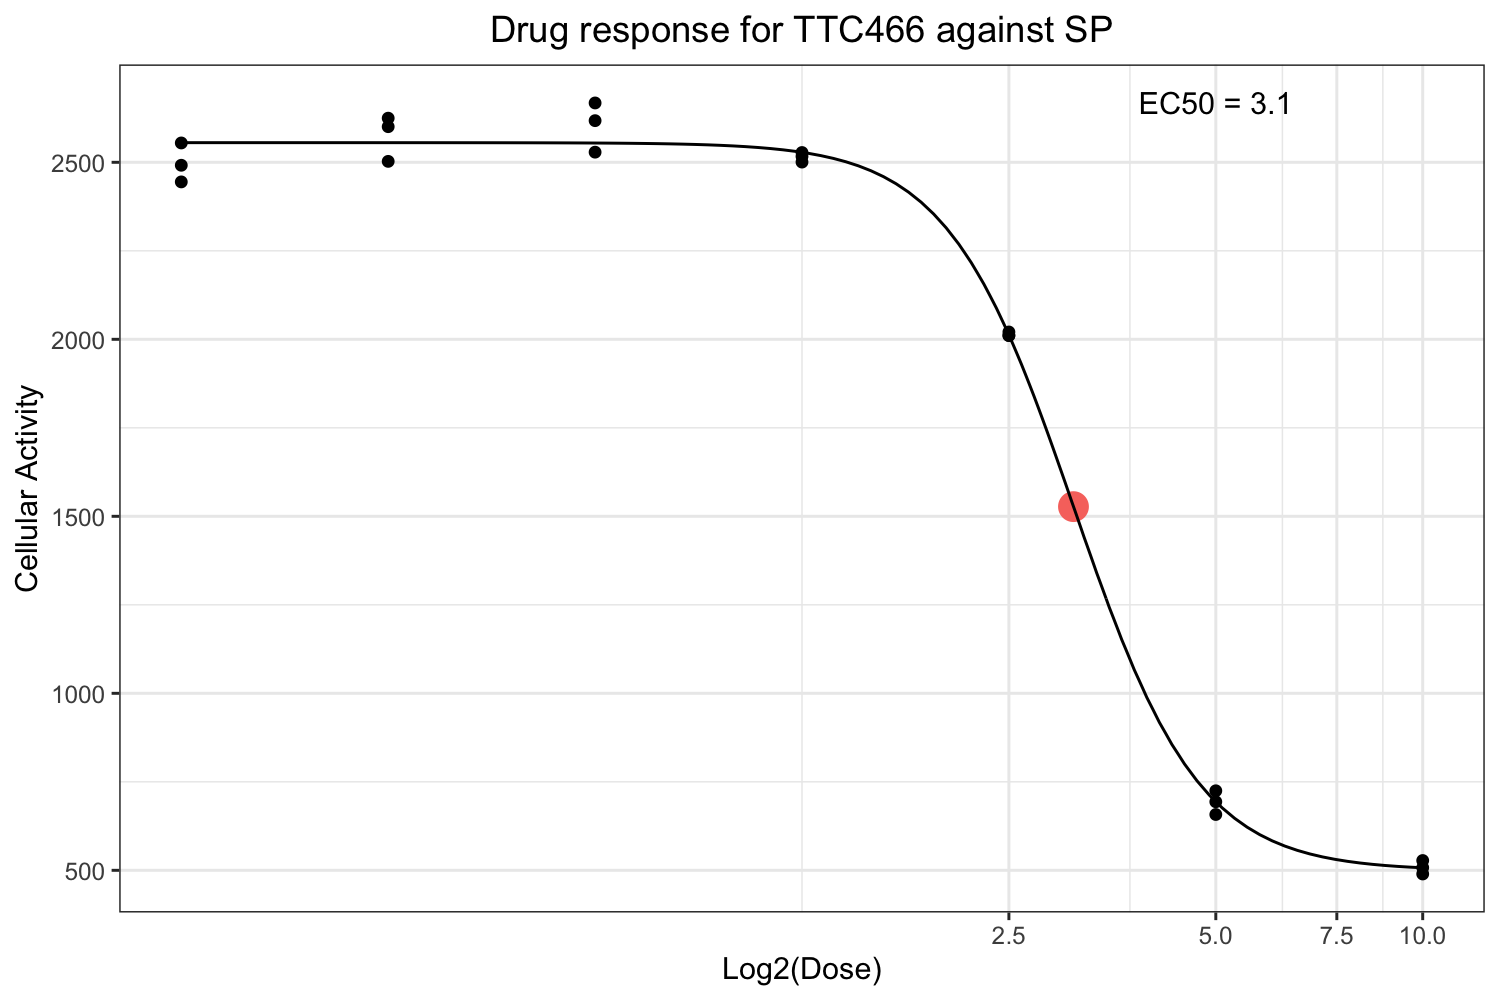 Drug response for TTC466 against SP
EC50 = 3.1
2500
2000
1500
1000
500
Cellular Activity
2.5 5.0 7.5 10.0
Log2(Dose)